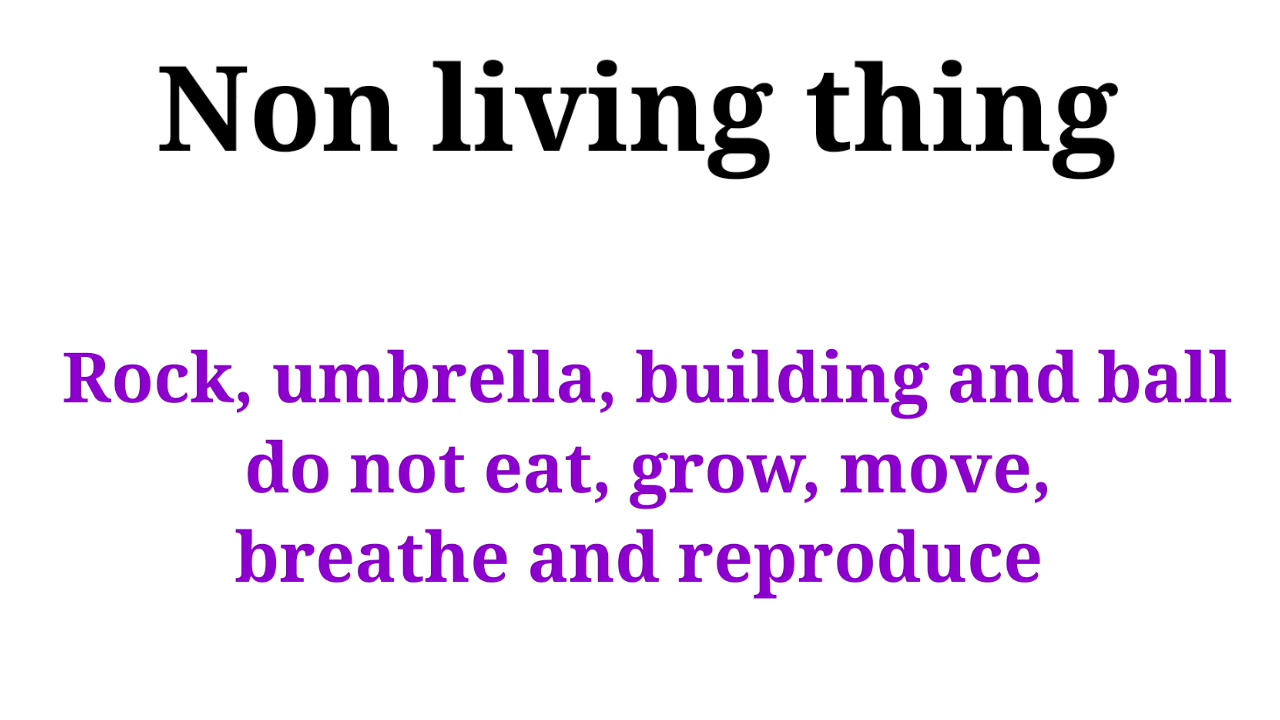 Non living thing
Rock, umbrella, building and ball
do not eat, grow, move,
breathe and reproduce